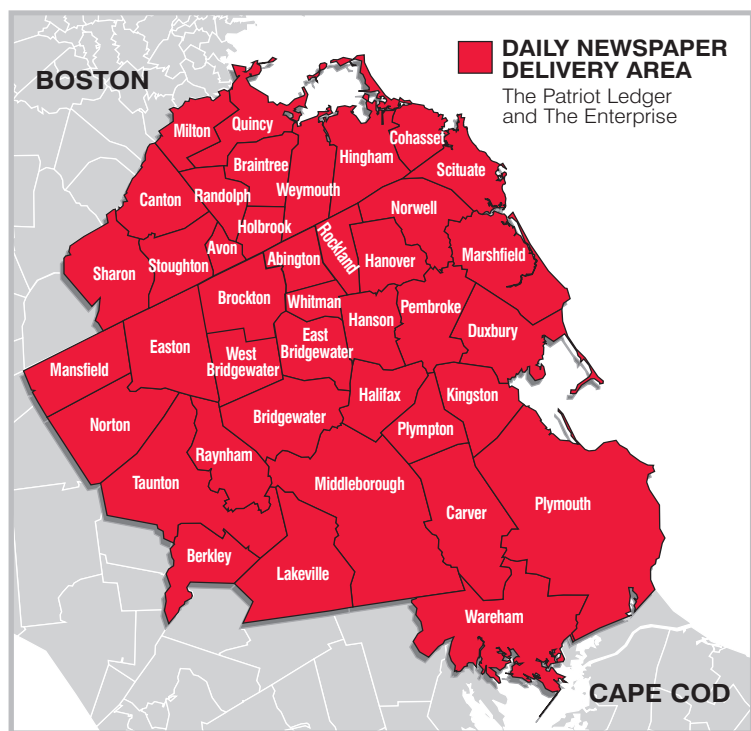 BOSTON
DAILY NEWSPAPER
DELIVERY AREA
The Patriot Ledger
and The Enterprise
Milton
Quincy
Cohasset
Hingham
Braintree
Scituate
Weymouth
Randolph
Canton
Norwell
Holbrook
Rockland
Avon
Abington
Hanover
Marshfield
Stoughton
Sharon
Brockton
Whitman
Pembroke
Hanson
Duxbury
East
Bridgewater
Easton
West
Bridgewater
Mansfield
Halifax
Kingston
Bridgewater
Norton
Plympton
Raynham
Taunton
Middleborough
Plymouth
Carver
Berkley
Lakeville
Wareham
CAPE COD